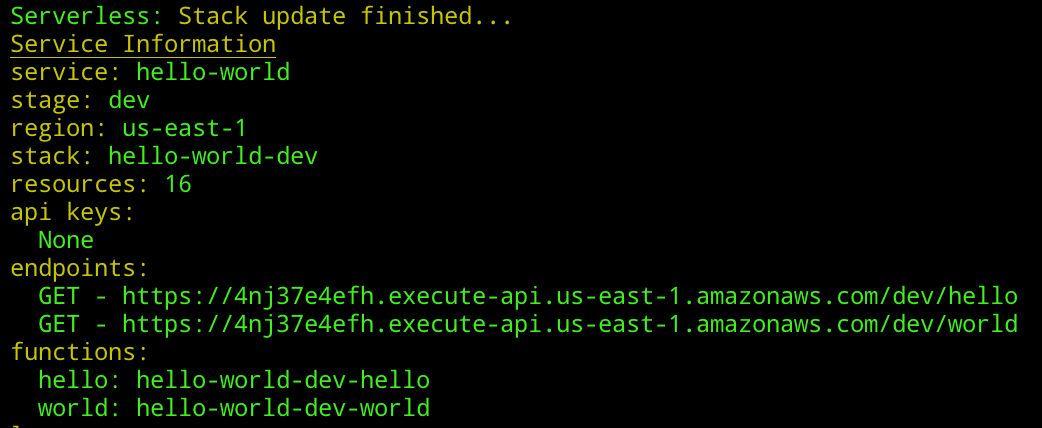 Serverless: Stack update finished...
Service Information
service: hello-world
stage: dev
region: us-east-1
stack: hello-world-dev
resources: 16
api keys:
  None
endpoints:
  GET - https://4nj37e4efh.execute-api.us-east-1.amazonaws.com/dev/hello
  GET - https://4nj37e4efh.execute-api.us-east-1.amazonaws.com/dev/world
functions:
  hello: hello-world-dev-hello
  world: hello-world-dev-world